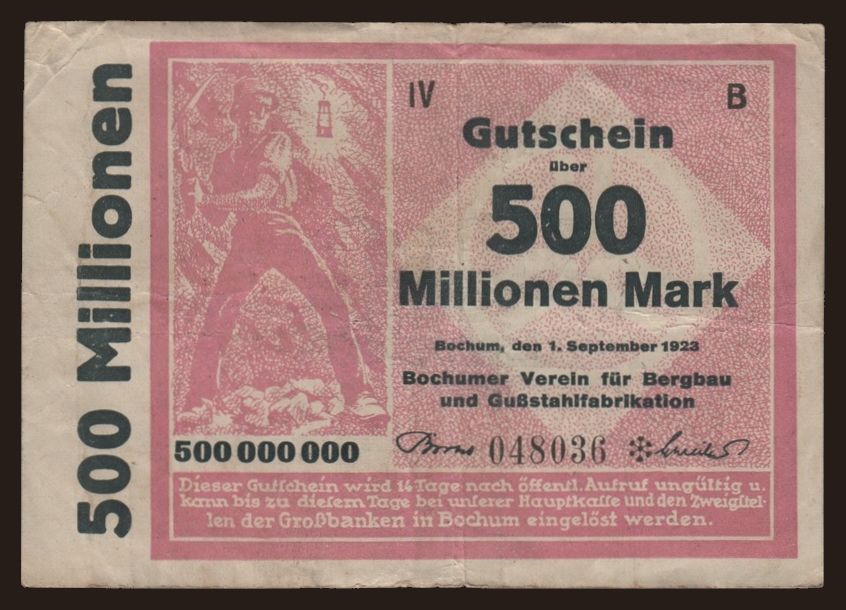 500 Millionen
IV B
Gutschein
über
500
Millionen Mark
Bochum, den 1. September 1923
Bochumer Verein für Bergbau
und Gußstahlfabrikation
500 000 000
048036
Dieser Gutschein wird 14 Tage nach öffentl. Aufruf ungültig u.
kann bis zu diesem Tage bei unserer Hauptkasse und den Zweigstel-
len der Großbanken in Bochum eingelöst werden.